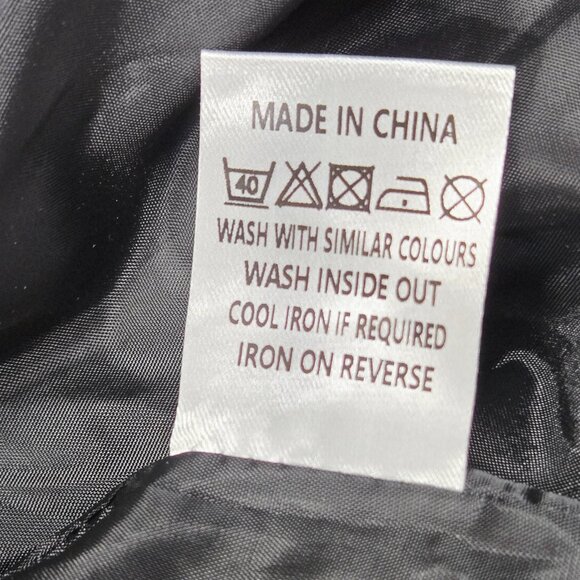 MADE IN CHINA
40
WASH WITH SIMILAR COLOURS
WASH INSIDE OUT
COOL IRON IF REQUIRED
IRON ON REVERSE